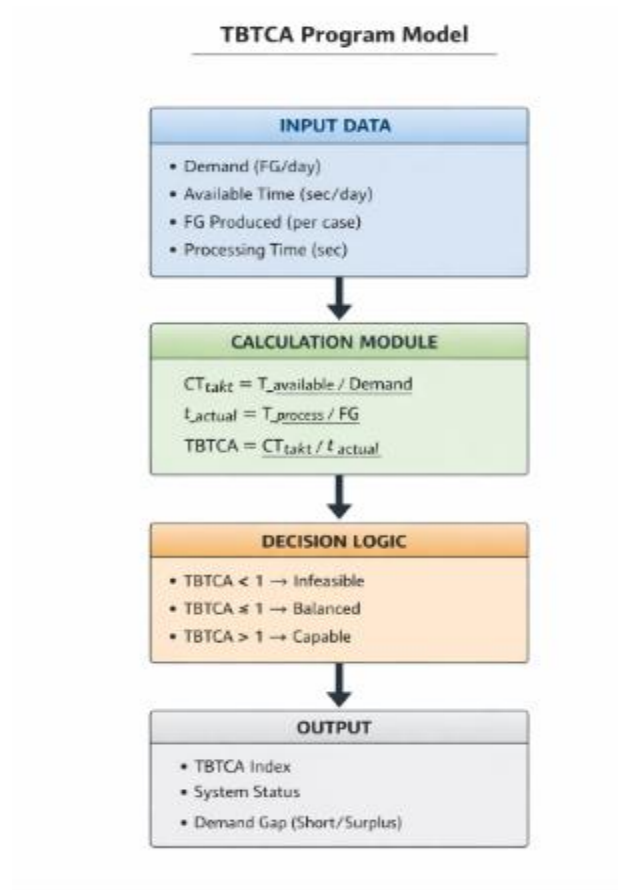 TBTCA Program Model
INPUT DATA
• Demand (FG/day)
• Available Time (sec/day)
• FG Produced (per case)
• Processing Time (sec)
CALCULATION MODULE
CTtakt = T_available / Demand
t_actual = T_process / FG
TBTCA = CTtakt / t actual
DECISION LOGIC
• TBTCA < 1 → Infeasible
• TBTCA ≤ 1 → Balanced
• TBTCA > 1 → Capable
OUTPUT
• TBTCA Index
• System Status
• Demand Gap (Short/Surplus)